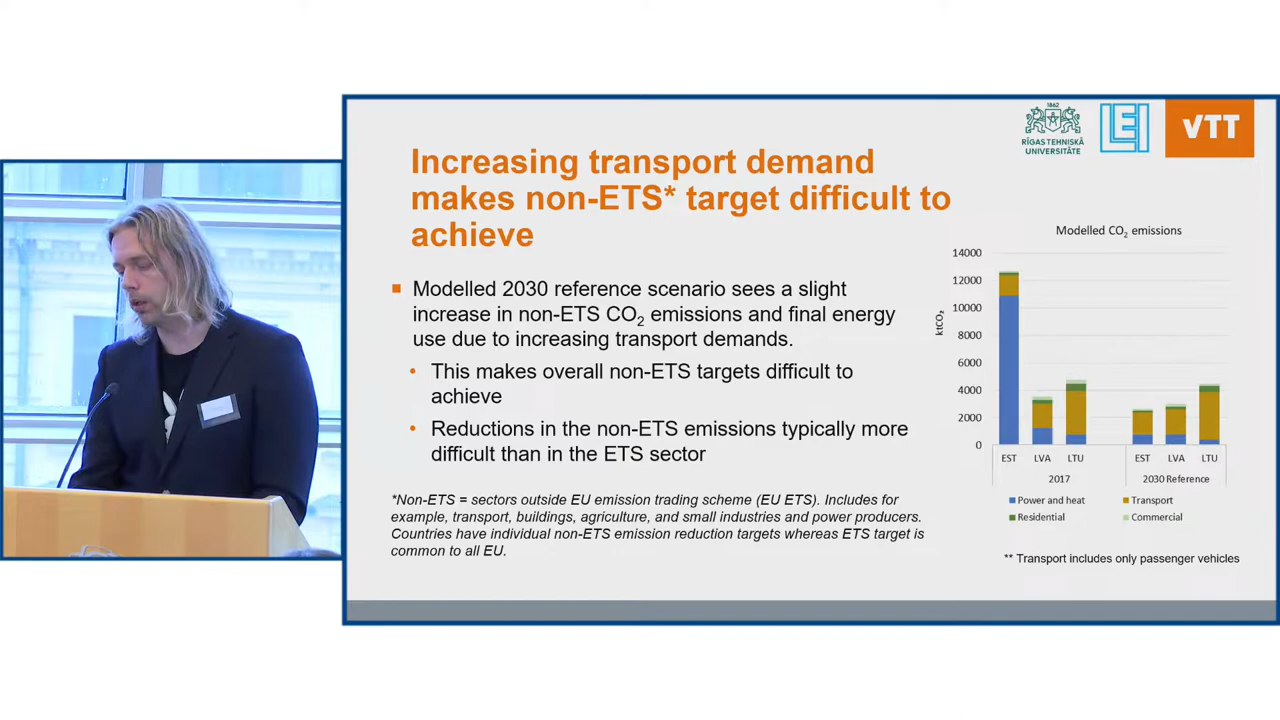 1862
RĪGAS TEHNISKĀ
UNIVERSITĀTE
LEI
VTT
Increasing transport demand
makes non-ETS* target difficult to
achieve
Modelled 2030 reference scenario sees a slight
increase in non-ETS CO2 emissions and final energy
use due to increasing transport demands.
This makes overall non-ETS targets difficult to
achieve
Reductions in the non-ETS emissions typically more
difficult than in the ETS sector
*Non-ETS = sectors outside EU emission trading scheme (EU ETS). Includes for
example, transport, buildings, agriculture, and small industries and power producers.
Countries have individual non-ETS emission reduction targets whereas ETS target is
common to all EU.
Modelled CO2 emissions
ktCO2
14000
12000
10000
8000
6000
4000
2000
0
EST LVA LTU EST LVA LTU
2017 2030 Reference
Power and heat Transport
Residential Commercial
** Transport includes only passenger vehicles